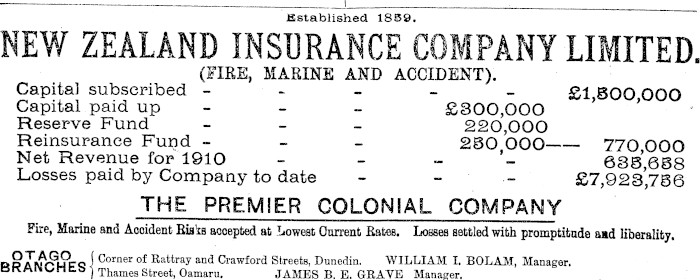 Established 1859.
NEW ZEALAND INSURANCE COMPANY LIMITED.
(FIRE, MARINE AND ACCIDENT).
Capital subscribed - - - - - £1,500,000
Capital paid up - - - £300,000
Reserve Fund - - - 220,000
Reinsurance Fund - - - 250,000—— 770,000
Net Revenue for 1910 - - - - 635,658
Losses paid by Company to date - - - £7,923,756
THE PREMIER COLONIAL COMPANY
Fire, Marine and Accident Risks accepted at Lowest Current Rates. Losses settled with promptitude and liberality.
OTAGO BRANCHES { Corner of Rattray and Crawford Streets, Dunedin. WILLIAM I. BOLAM, Manager.
Thames Street, Oamaru. JAMES B. E. GRAVE Manager.